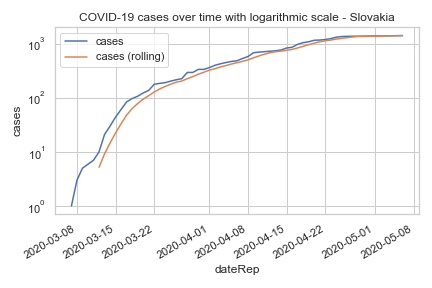 COVID-19 cases over time with logarithmic scale - Slovakia
cases
cases (rolling)
10³
10²
10¹
10⁰
cases
2020-03-08
2020-03-15
2020-03-22
2020-04-01
2020-04-08
2020-04-15
2020-04-22
2020-05-01
2020-05-08
dateRep